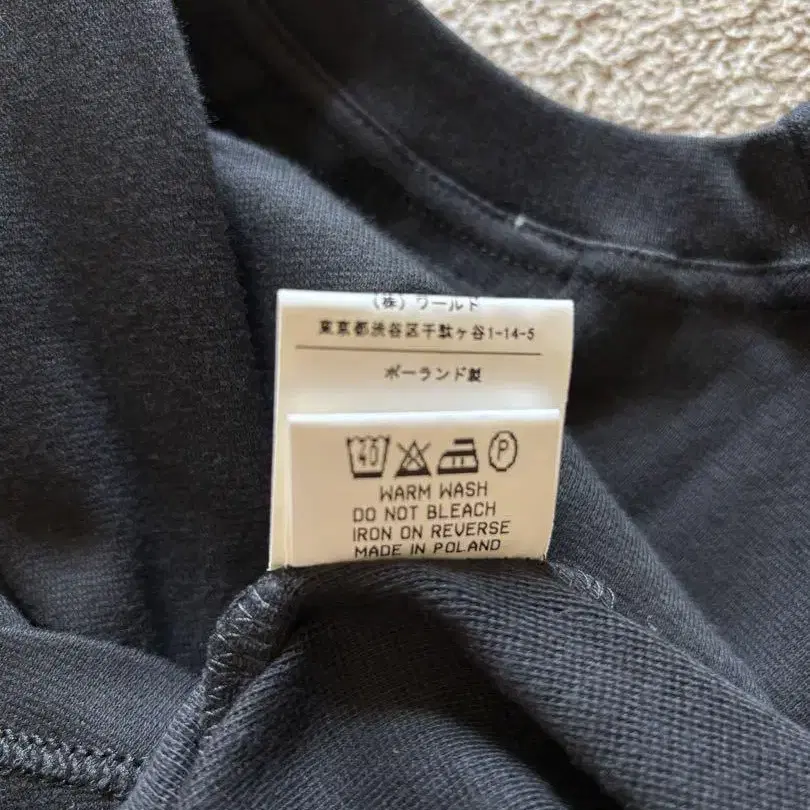 (株) ワールド
東京都渋谷区千駄ヶ谷1-14-5
ポーランド製
40 P
WARM WASH
DO NOT BLEACH
IRON ON REVERSE
MADE IN POLAND